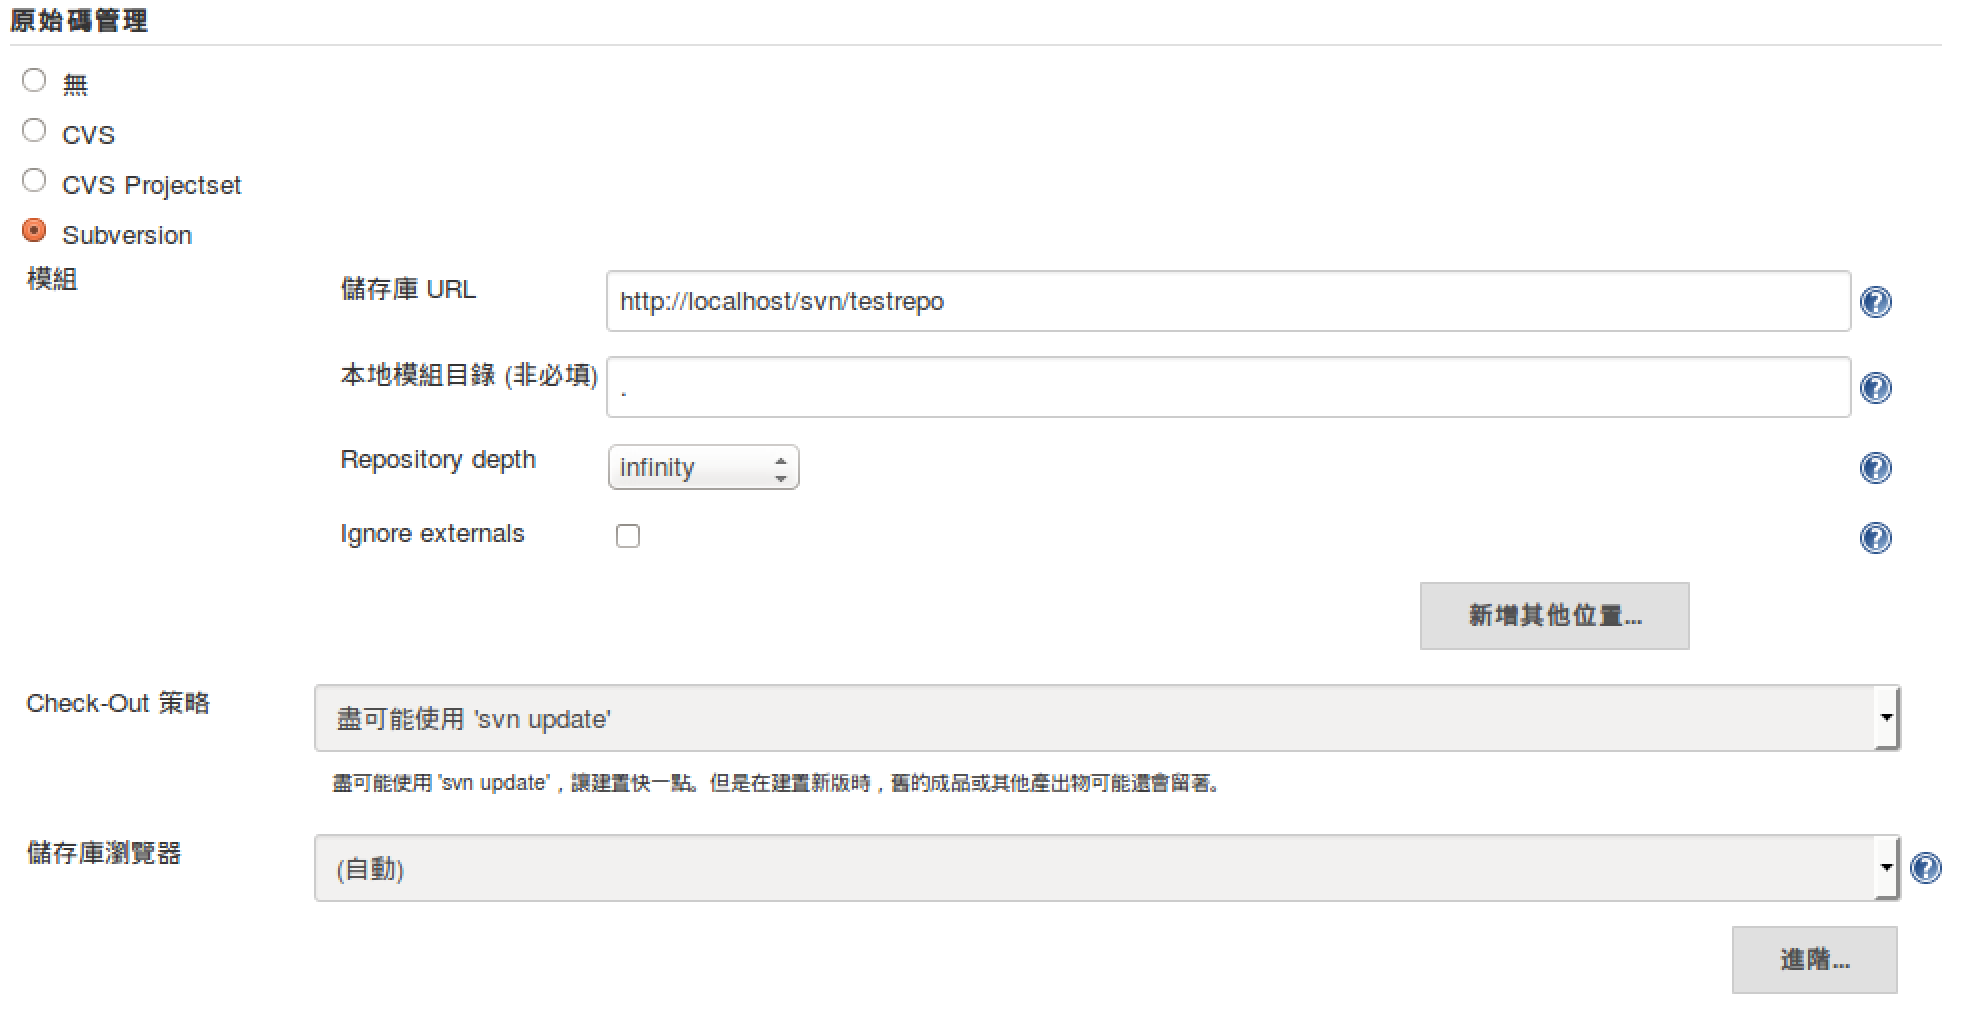 原始碼管理
無
CVS
CVS Projectset
Subversion
模組
儲存庫 URL
http://localhost/svn/testrepo
本地模組目錄 (非必填)
.
Repository depth
infinity
Ignore externals
新增其他位置...
Check-Out 策略
盡可能使用 'svn update'
盡可能使用 'svn update'，讓建置快一點。但是在建置新版時，舊的成品或其他產出物可能還會留著。
儲存庫瀏覽器
(自動)
進階...